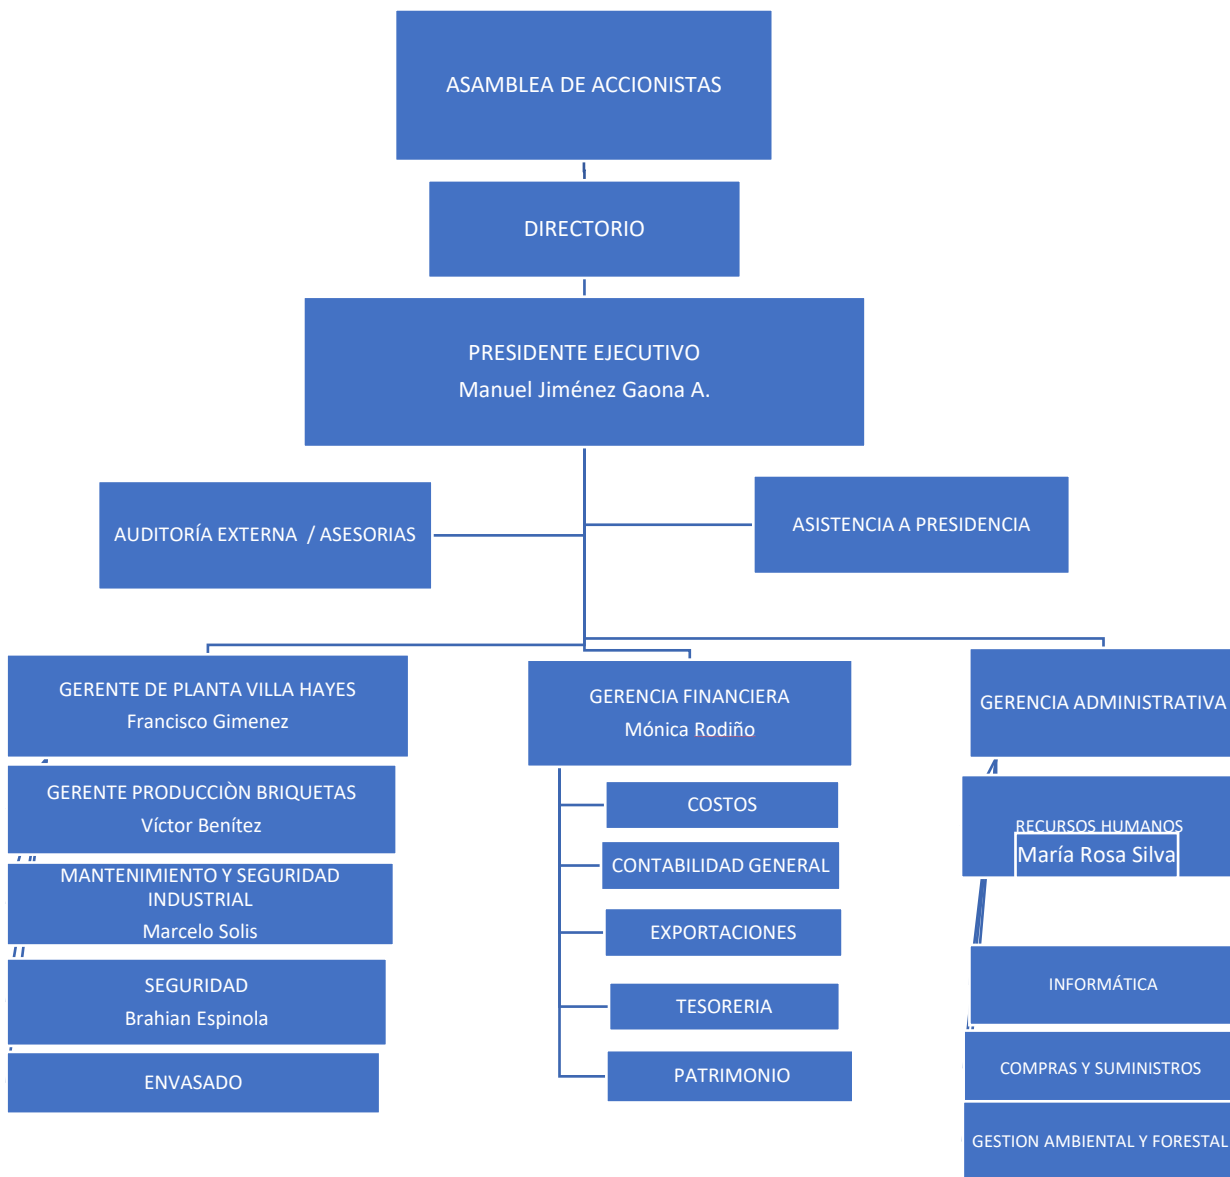 ASAMBLEA DE ACCIONISTAS
DIRECTORIO
PRESIDENTE EJECUTIVO
Manuel Jiménez Gaona A.
AUDITORÍA EXTERNA / ASESORIAS
ASISTENCIA A PRESIDENCIA
GERENTE DE PLANTA VILLA HAYES
Francisco Gimenez
GERENTE PRODUCCIÒN BRIQUETAS
Víctor Benítez
MANTENIMIENTO Y SEGURIDAD
INDUSTRIAL
Marcelo Solis
SEGURIDAD
Brahian Espinola
ENVASADO
GERENCIA FINANCIERA
Mónica Rodiño
COSTOS
CONTABILIDAD GENERAL
EXPORTACIONES
TESORERIA
PATRIMONIO
GERENCIA ADMINISTRATIVA
RECURSOS HUMANOS
María Rosa Silva
INFORMÁTICA
COMPRAS Y SUMINISTROS
GESTION AMBIENTAL Y FORESTAL